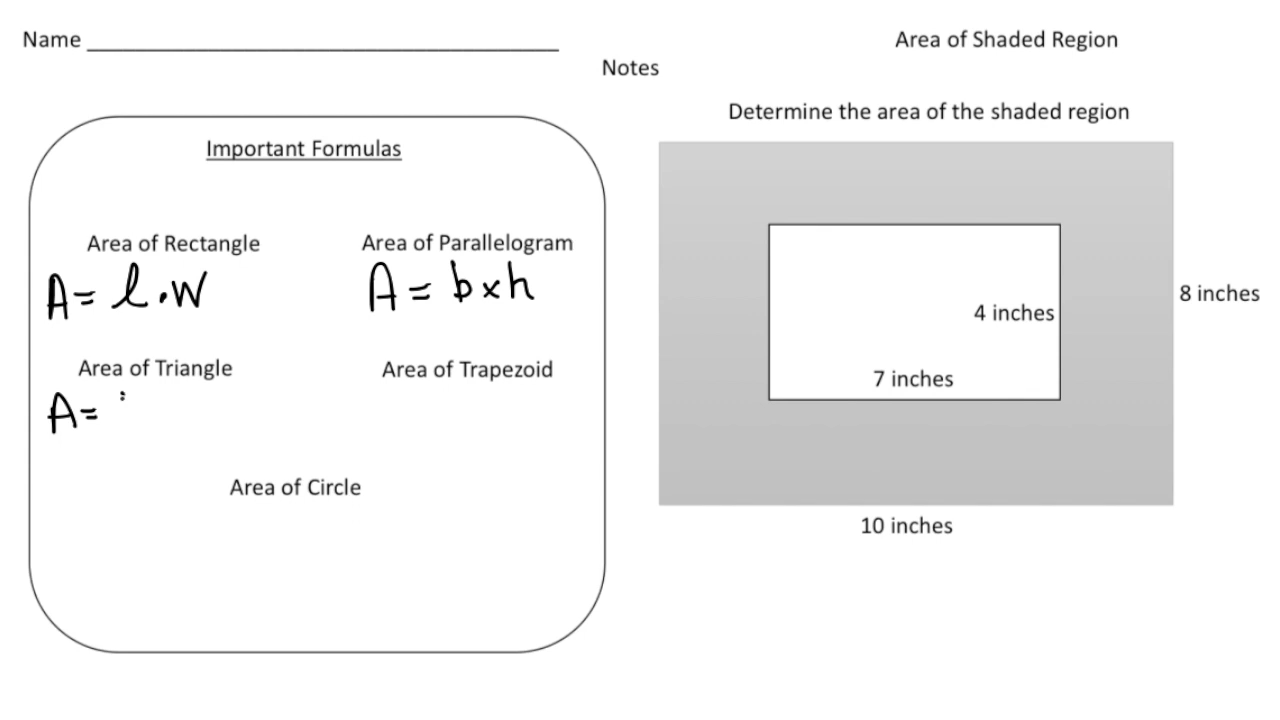 Name
Area of Shaded Region
Notes
Important Formulas
Area of Rectangle
A = l · W
Area of Parallelogram
A = b x h
Area of Triangle
A =
Area of Trapezoid
Area of Circle
Determine the area of the shaded region
4 inches
7 inches
8 inches
10 inches